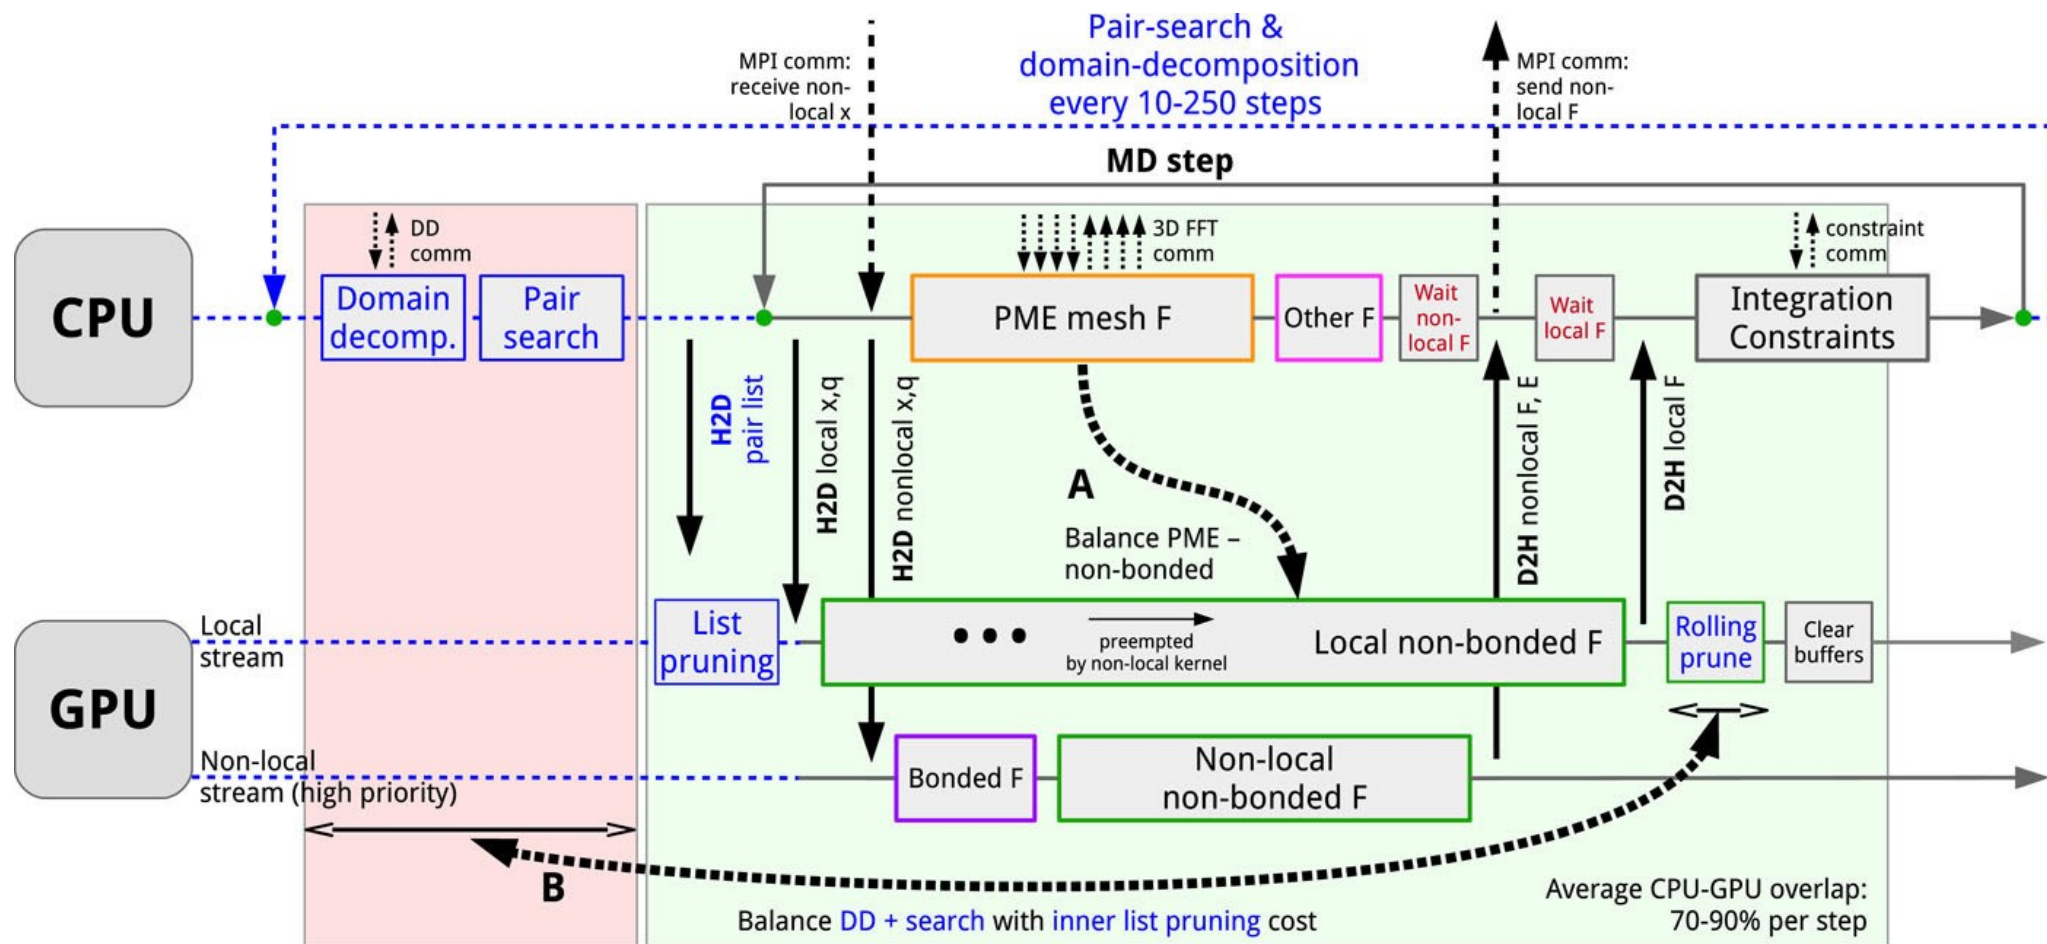 Pair-search &
domain-decomposition
every 10-250 steps
MPI comm:
receive non-
local x
MPI comm:
send non-
local F
MD step
DD
comm
3D FFT
comm
constraint
comm
CPU
Domain
decomp.
Pair
search
PME mesh F
Other F
Wait
non-
local F
Wait
local F
Integration
Constraints
H2D
pair list
H2D local x,q
H2D nonlocal x,q
A
Balance PME –
non-bonded
D2H nonlocal F, E
D2H local F
GPU
Local
stream
List
pruning
•••
preempted
by non-local kernel
Local non-bonded F
Rolling
prune
Clear
buffers
Non-local
stream (high priority)
Bonded F
Non-local
non-bonded F
B
Balance DD + search with inner list pruning cost
Average CPU-GPU overlap:
70-90% per step